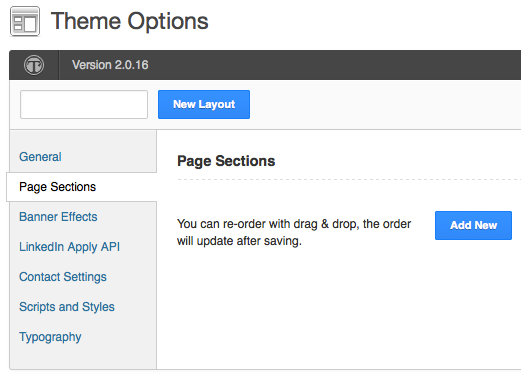 Theme Options
Version 2.0.16
New Layout
General
Page Sections
Banner Effects
LinkedIn Apply API
Contact Settings
Scripts and Styles
Typography
Page Sections
You can re-order with drag & drop, the order
will update after saving.
Add New